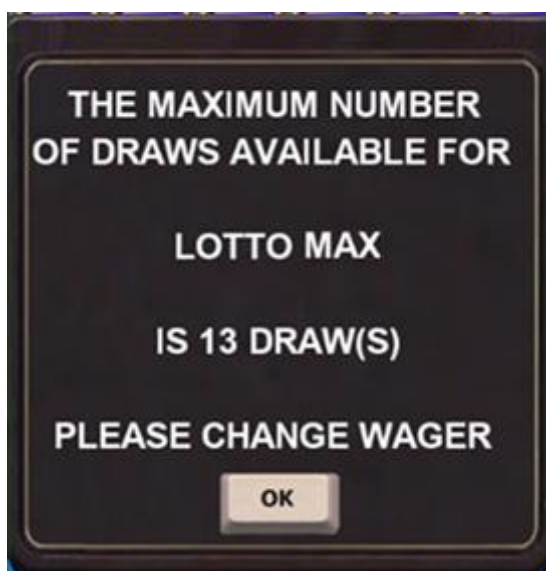 THE MAXIMUM NUMBER
OF DRAWS AVAILABLE FOR
LOTTO MAX
IS 13 DRAW(S)
PLEASE CHANGE WAGER
OK